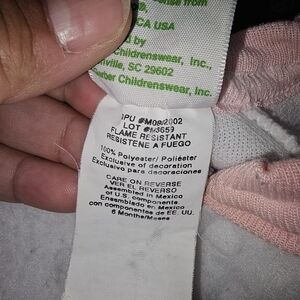 from
CA USA
d by
Childrenswear, Inc.
ville, SC 29602
Childrenswear, Inc.
GPU #M08/2002
LOT #M3659
FLAME RESISTANT
RESISTENE A FUEGO
100% Polyester/ Poliéster
Exclusive of decoration
Exclusivo para decoraciones
CARE ON REVERSE
VER EL REVERSO
Assembled in Mexico
of U.S. components.
Ensamblado en Mexico
con componentes de EE. UU.
6 Months/Meses